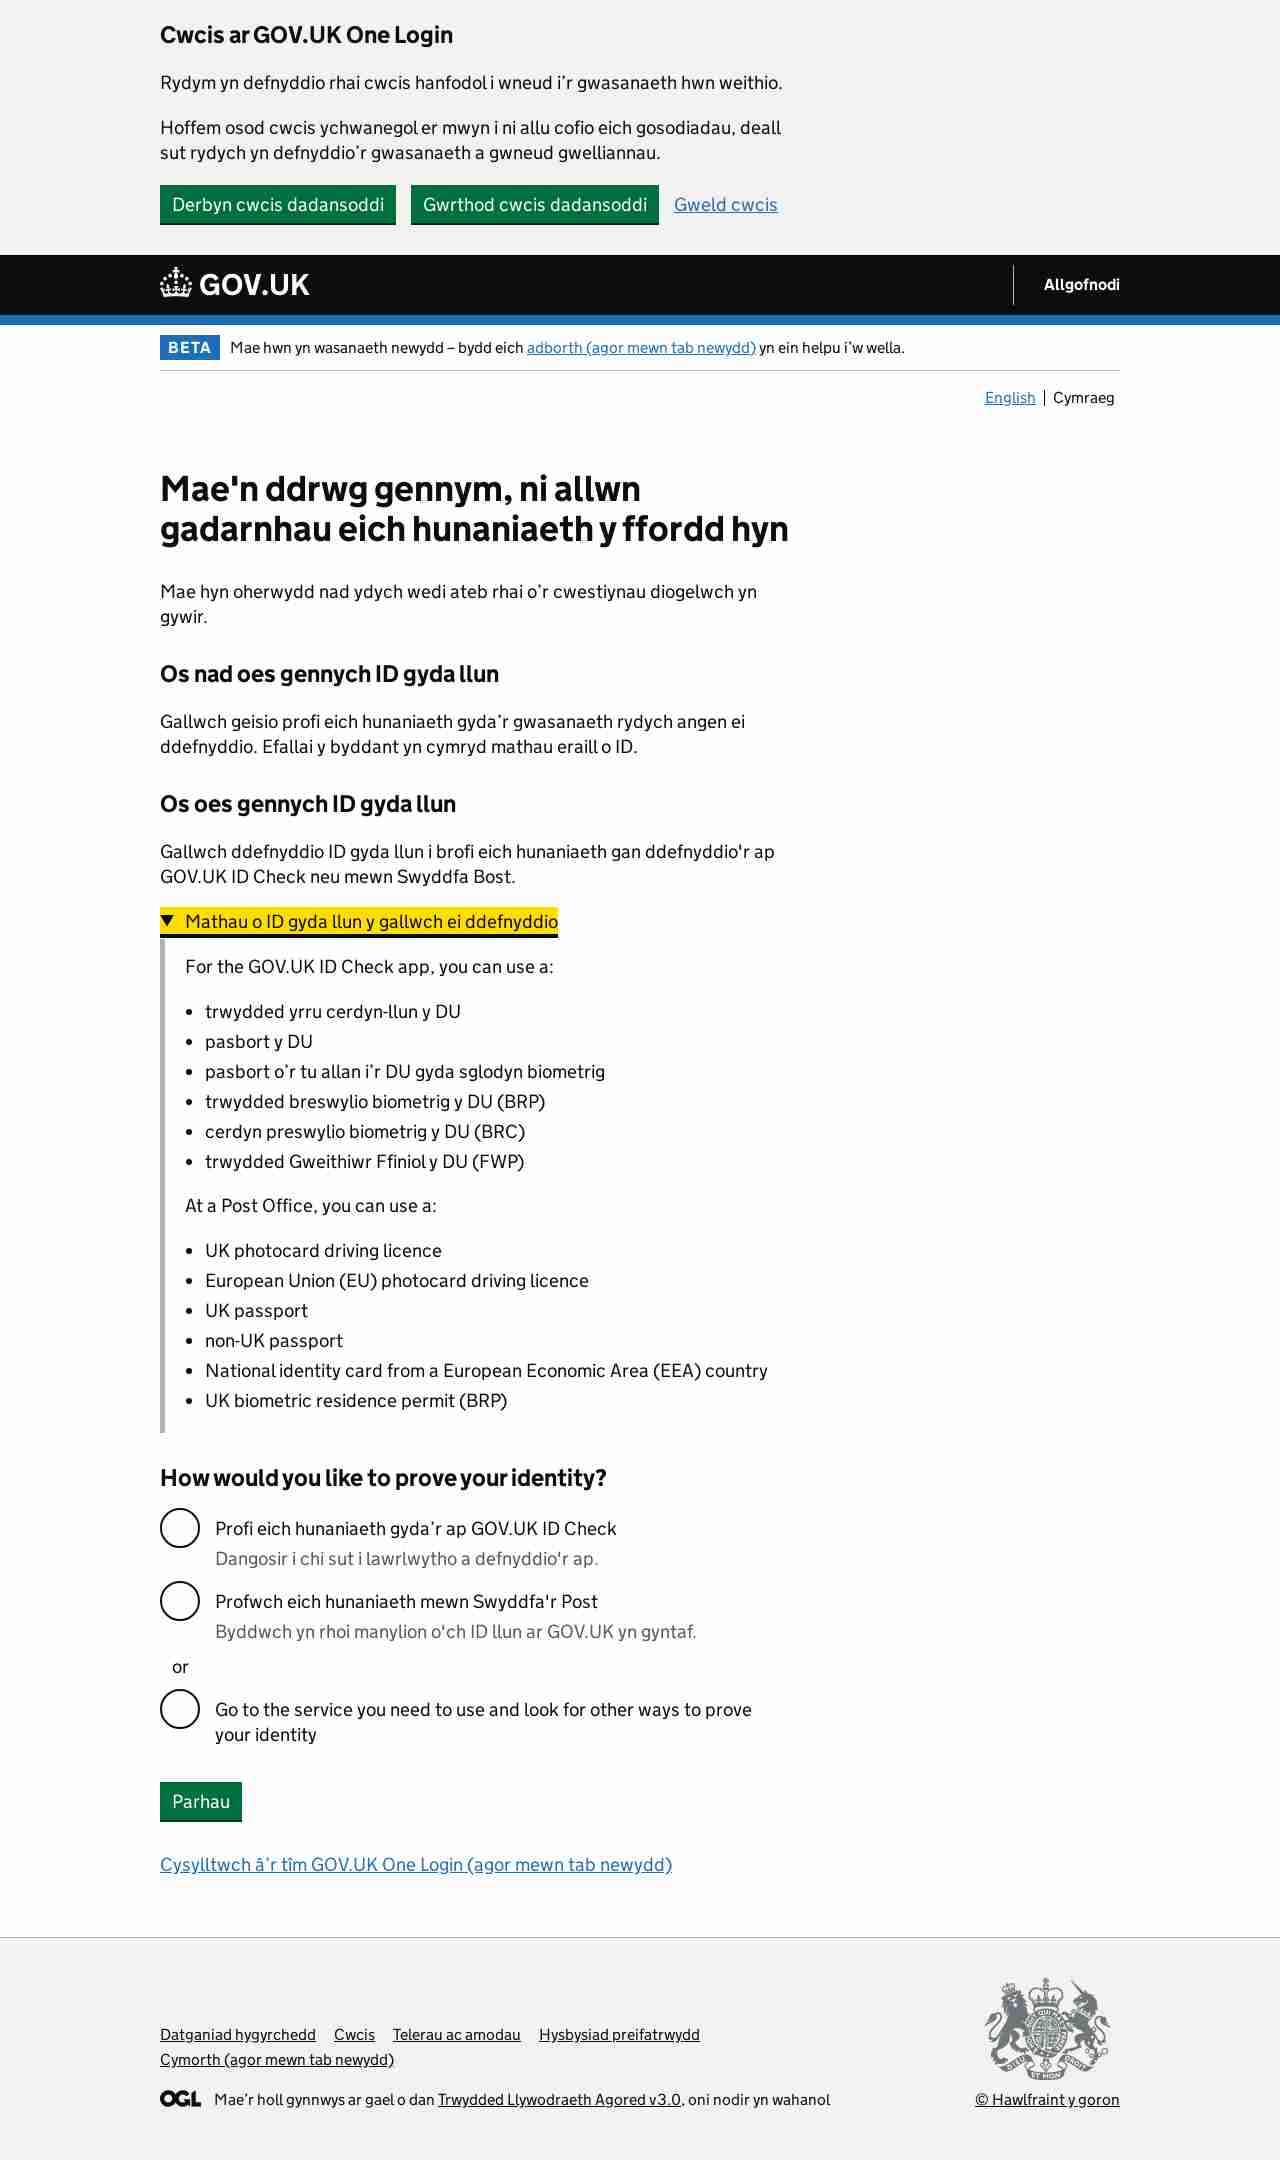 Cwcis ar GOV.UK One Login
Rydym yn defnyddio rhai cwcis hanfodol i wneud i’r gwasanaeth hwn weithio.
Hoffem osod cwcis ychwanegol er mwyn i ni allu cofio eich gosodiadau, deall
sut rydych yn defnyddio’r gwasanaeth a gwneud gwelliannau.
Derbyn cwcis dadansoddi Gwrthod cwcis dadansoddi Gweld cwcis
GOV.UK Allgofnodi
BETA Mae hwn yn wasanaeth newydd – bydd eich adborth (agor mewn tab newydd) yn ein helpu i’w wella.
English Cymraeg
Mae'n ddrwg gennym, ni allwn
gadarnhau eich hunaniaeth y ffordd hyn
Mae hyn oherwydd nad ydych wedi ateb rhai o’r cwestiynau diogelwch yn
gywir.
Os nad oes gennych ID gyda llun
Gallwch geisio profi eich hunaniaeth gyda’r gwasanaeth rydych angen ei
ddefnyddio. Efallai y byddant yn cymryd mathau eraill o ID.
Os oes gennych ID gyda llun
Gallwch ddefnyddio ID gyda llun i brofi eich hunaniaeth gan ddefnyddio'r ap
GOV.UK ID Check neu mewn Swyddfa Bost.
Mathau o ID gyda llun y gallwch ei ddefnyddio
For the GOV.UK ID Check app, you can use a:
• trwydded yrru cerdyn-llun y DU
• pasbort y DU
• pasbort o’r tu allan i’r DU gyda sglodyn biometrig
• trwydded breswylio biometrig y DU (BRP)
• cerdyn preswylio biometrig y DU (BRC)
• trwydded Gweithiwr Ffiniol y DU (FWP)
At a Post Office, you can use a:
• UK photocard driving licence
• European Union (EU) photocard driving licence
• UK passport
• non-UK passport
• National identity card from a European Economic Area (EEA) country
• UK biometric residence permit (BRP)
How would you like to prove your identity?
Profi eich hunaniaeth gyda’r ap GOV.UK ID Check
Dangosir i chi sut i lawrlwytho a defnyddio'r ap.
Profwch eich hunaniaeth mewn Swyddfa'r Post
Byddwch yn rhoi manylion o'ch ID llun ar GOV.UK yn gyntaf.
or
Go to the service you need to use and look for other ways to prove
your identity
Parhau
Cysylltwch â’r tîm GOV.UK One Login (agor mewn tab newydd)
Datganiad hygyrchedd Cwcis Telerau ac amodau Hysbysiad preifatrwydd
Cymorth (agor mewn tab newydd)
OGL Mae’r holl gynnwys ar gael o dan Trwydded Llywodraeth Agored v3.0, oni nodir yn wahanol
© Hawlfraint y goron